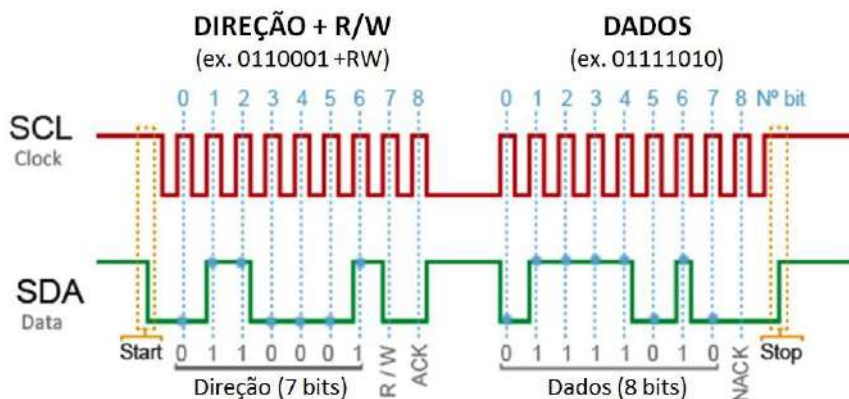 DIREÇÃO + R/W
(ex. 0110001 +RW)
DADOS
(ex. 01111010)
0 1 2 3 4 5 6 7 8
0 1 2 3 4 5 6 7 8 Nº bit
SCL
Clock
SDA
Data
Start
0 1 1 0 0 0 1 R / W ACK
0 1 1 1 1 0 1 0 NACK
Stop
Direção (7 bits)
Dados (8 bits)